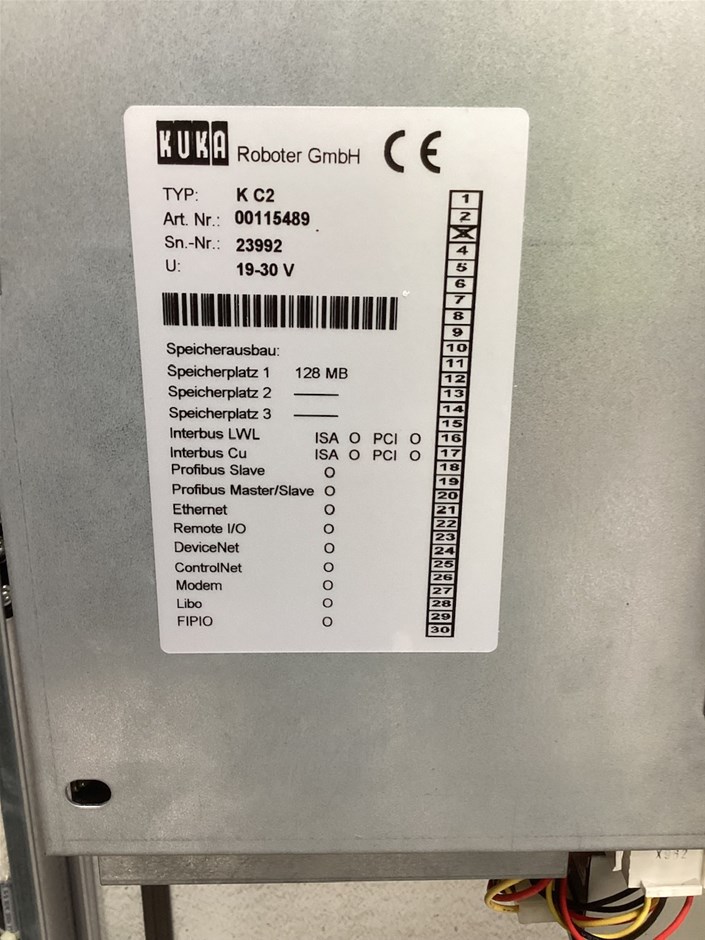 KUKA Roboter GmbH CE
TYP: K C2
Art. Nr.: 00115489
Sn.-Nr.: 23992
U: 19-30 V
Speicherausbau:
Speicherplatz 1 128 MB
Speicherplatz 2 ——
Speicherplatz 3 ——
Interbus LWL ISA O PCI O
Interbus Cu ISA O PCI O
Profibus Slave O
Profibus Master/Slave O
Ethernet O
Remote I/O O
DeviceNet O
ControlNet O
Modem O
Libo O
FIPIO O
1
2
3
4
5
6
7
8
9
10
11
12
13
14
15
16
17
18
19
20
21
22
23
24
25
26
27
28
29
30